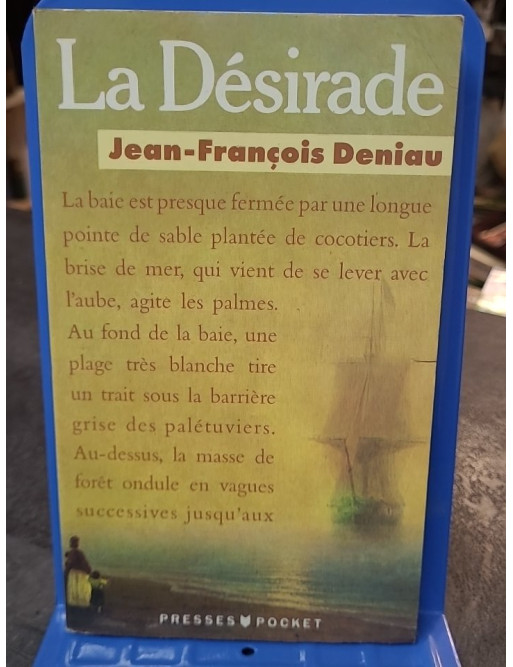 La Désirade
Jean-François Deniau
La baie est presque fermée par une longue
pointe de sable plantée de cocotiers. La
brise de mer, qui vient de se lever avec
l'aube, agite les palmes.
Au fond de la baie, une
plage très blanche tire
un trait sous la barrière
grise des palétuviers.
Au-dessus, la masse de
forêt ondule en vagues
successives jusqu'aux
PRESSES POCKET